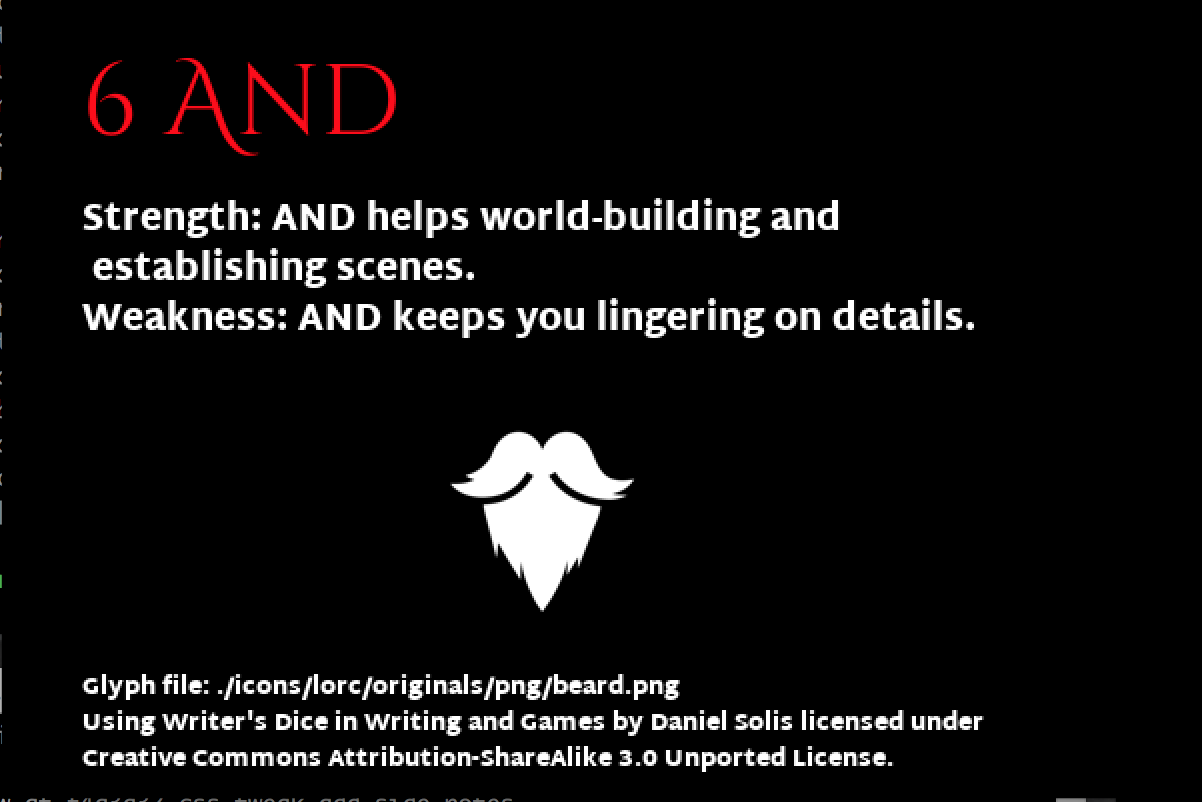 6 AND
Strength: AND helps world-building and
establishing scenes.
Weakness: AND keeps you lingering on details.
Glyph file: ./icons/lorc/originals/png/beard.png
Using Writer's Dice in Writing and Games by Daniel Solis licensed under
Creative Commons Attribution-ShareAlike 3.0 Unported License.